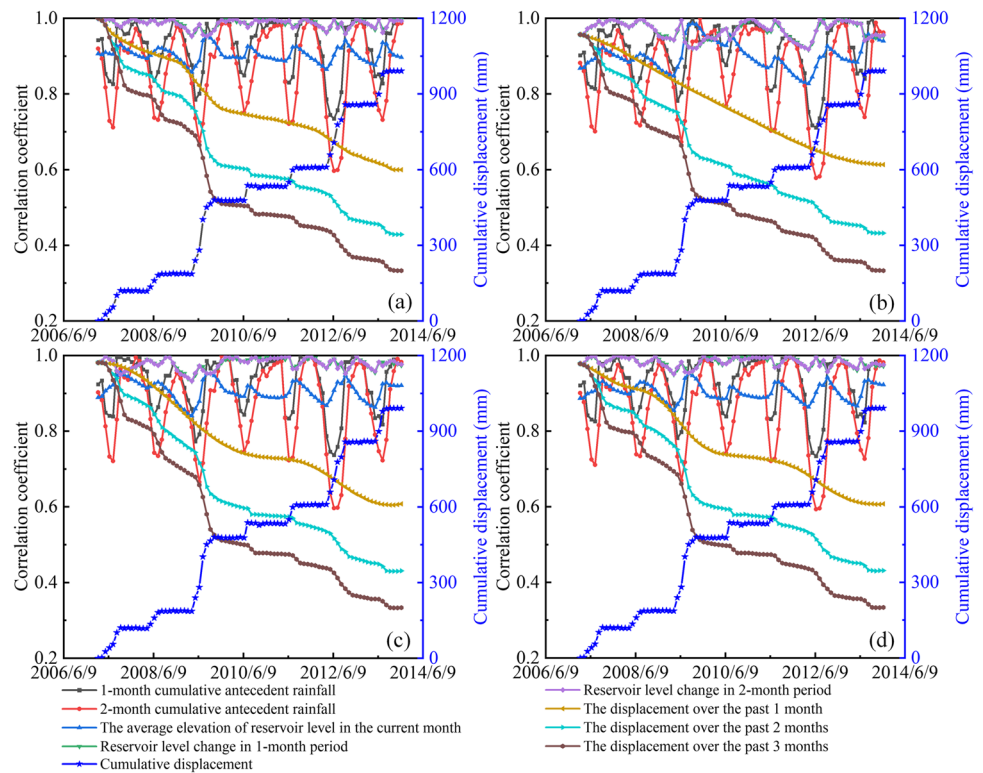 1.0
0.8
0.6
0.4
0.2
Correlation coefficient
1200
900
600
300
0
Cumulative displacement (mm)
(a)
2006/6/9 2008/6/9 2010/6/9 2012/6/9 2014/6/9
1.0
0.8
0.6
0.4
0.2
Correlation coefficient
1200
900
600
300
0
Cumulative displacement (mm)
(b)
2006/6/9 2008/6/9 2010/6/9 2012/6/9 2014/6/9
1.0
0.8
0.6
0.4
0.2
Correlation coefficient
1200
900
600
300
0
Cumulative displacement (mm)
(c)
2006/6/9 2008/6/9 2010/6/9 2012/6/9 2014/6/9
1.0
0.8
0.6
0.4
0.2
Correlation coefficient
1200
900
600
300
0
Cumulative displacement (mm)
(d)
2006/6/9 2008/6/9 2010/6/9 2012/6/9 2014/6/9
1-month cumulative antecedent rainfall
2-month cumulative antecedent rainfall
The average elevation of reservoir level in the current month
Reservoir level change in 1-month period
Cumulative displacement
Reservoir level change in 2-month period
The displacement over the past 1 month
The displacement over the past 2 months
The displacement over the past 3 months